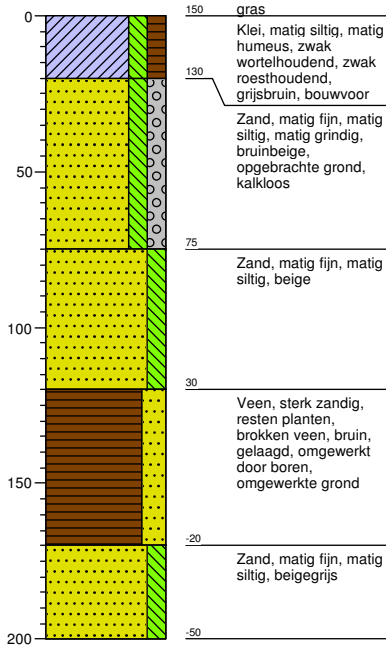 0
50
100
150
200
150
gras
Klei, matig siltig, matig
humeus, zwak
wortelhoudend, zwak
roesthoudend,
grijsbruin, bouwvoor
130
Zand, matig fijn, matig
siltig, matig grindig,
bruinbeige,
opgebrachte grond,
kalkloos
75
Zand, matig fijn, matig
siltig, beige
30
Veen, sterk zandig,
resten planten,
brokken veen, bruin,
gelaagd, omgewerkt
door boren,
omgewerkte grond
-20
Zand, matig fijn, matig
siltig, beigegrijs
-50